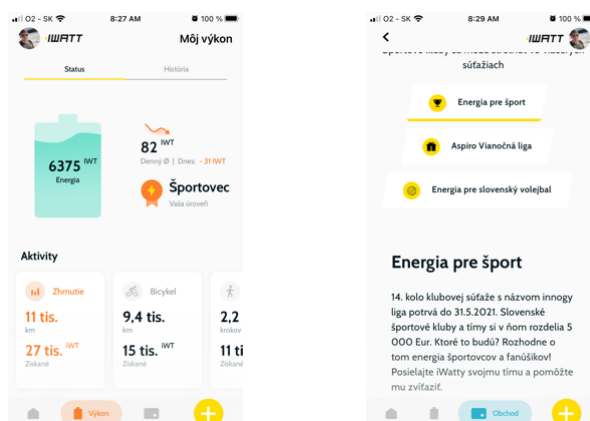 O2 - SK 8:27 AM 100 %
iWATT Môj výkon
Status História
6375 IWT
Energia
82 IWT
Denný Ø | Dnes: - 31 IWT
Športovec
Vaša úroveň
Aktivity
Zhrnutie
11 tis.
km
27 tis. IWT
Získané
Bicykel
9,4 tis.
km
15 tis. IWT
Získané
2,2
krokov
11 ti
Získané
Výkon
O2 - SK 8:29 AM 100 %
iWATT
súťažiach
Energia pre šport
Aspiro Vianočná liga
Energia pre slovenský volejbal
Energia pre šport
14. kolo klubovej súťaže s názvom innogy
liga potrvá do 31.5.2021. Slovenské
športové kluby a tímy si v ňom rozdelia 5
000 Eur. Ktoré to budú? Rozhodne o
tom energia športovcov a fanúšikov!
Posielajte iWatty svojmu tímu a pomôžte
mu zvíťaziť.
Obchod